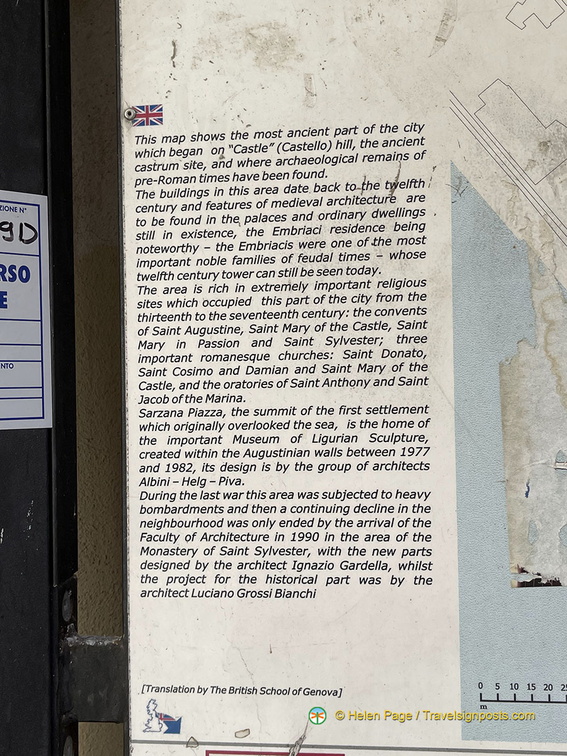 This map shows the most ancient part of the city
which began on "Castle" (Castello) hill, the ancient
castrum site, and where archaeological remains of
pre-Roman times have been found.
The buildings in this area date back to the twelfth
century and features of medieval architecture are
to be found in the palaces and ordinary dwellings
still in existence, the Embriaci residence being
noteworthy – the Embriacis were one of the most
important noble families of feudal times – whose
twelfth century tower can still be seen today.
The area is rich in extremely important religious
sites which occupied this part of the city from the
thirteenth to the seventeenth century: the convents
of Saint Augustine, Saint Mary of the Castle, Saint
Mary in Passion and Saint Sylvester; three
important romanesque churches: Saint Donato,
Saint Cosimo and Damian and Saint Mary of the
Castle, and the oratories of Saint Anthony and Saint
Jacob of the Marina.
Sarzana Piazza, the summit of the first settlement
which originally overlooked the sea, is the home of
the important Museum of Ligurian Sculpture,
created within the Augustinian walls between 1977
and 1982, its design is by the group of architects
Albini – Helg – Piva.
During the last war this area was subjected to heavy
bombardments and then a continuing decline in the
neighbourhood was only ended by the arrival of the
Faculty of Architecture in 1990 in the area of the
Monastery of Saint Sylvester, with the new parts
designed by the architect Ignazio Gardella, whilst
the project for the historical part was by the
architect Luciano Grossi Bianchi
[Translation by The British School of Genova]
ZIONE N°
9D
RSO
E
NTO
0 5 10 15 20 25
m
© Helen Page / Travelsignposts.com